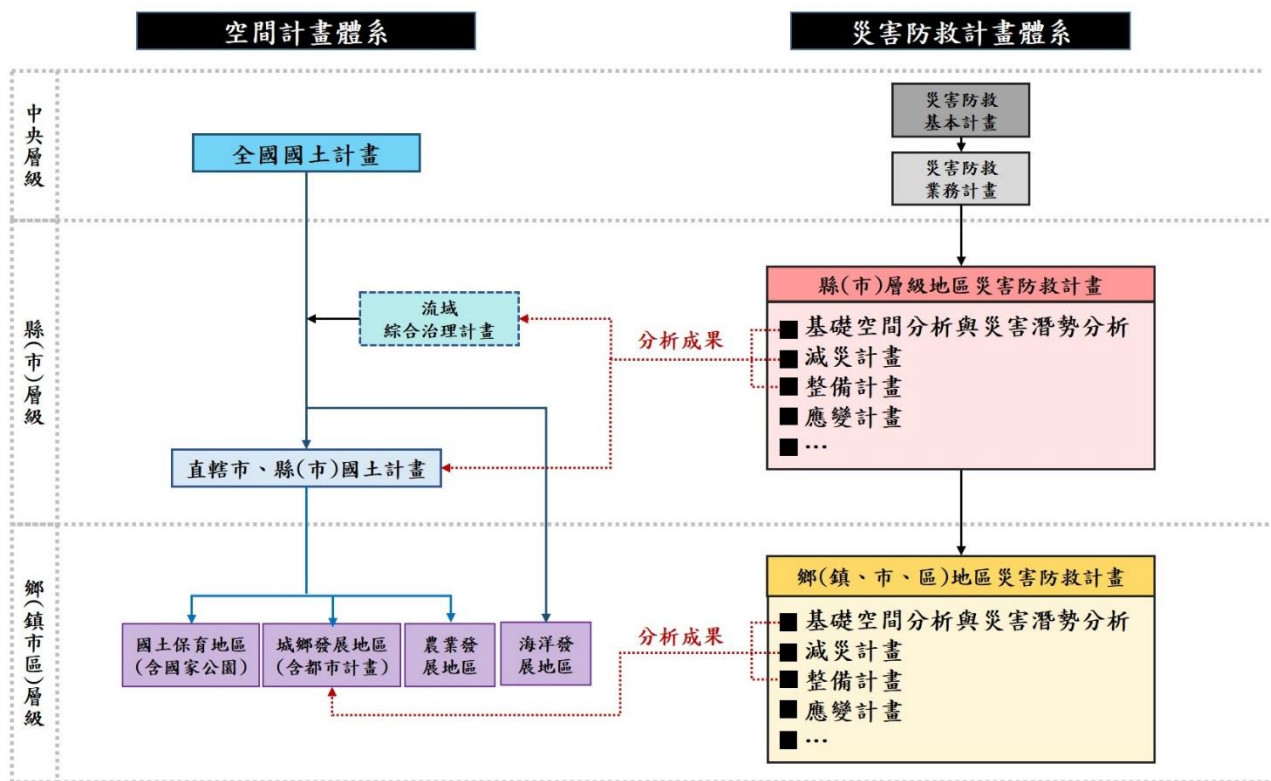 空間計畫體系
災害防救計畫體系
中央層級
全國國土計畫
災害防救
基本計畫
災害防救
業務計畫
縣(市)層級
流域
綜合治理計畫
分析成果
直轄市、縣(市)國土計畫
縣(市)層級地區災害防救計畫
■ 基礎空間分析與災害潛勢分析
■ 減災計畫
■ 整備計畫
■ 應變計畫
■ …
鄉(鎮市區)層級
國土保育地區
(含國家公園)
城鄉發展地區
(含都市計畫)
農業發
展地區
海洋發
展地區
分析成果
鄉(鎮、市、區)地區災害防救計畫
■ 基礎空間分析與災害潛勢分析
■ 減災計畫
■ 整備計畫
■ 應變計畫
■ …